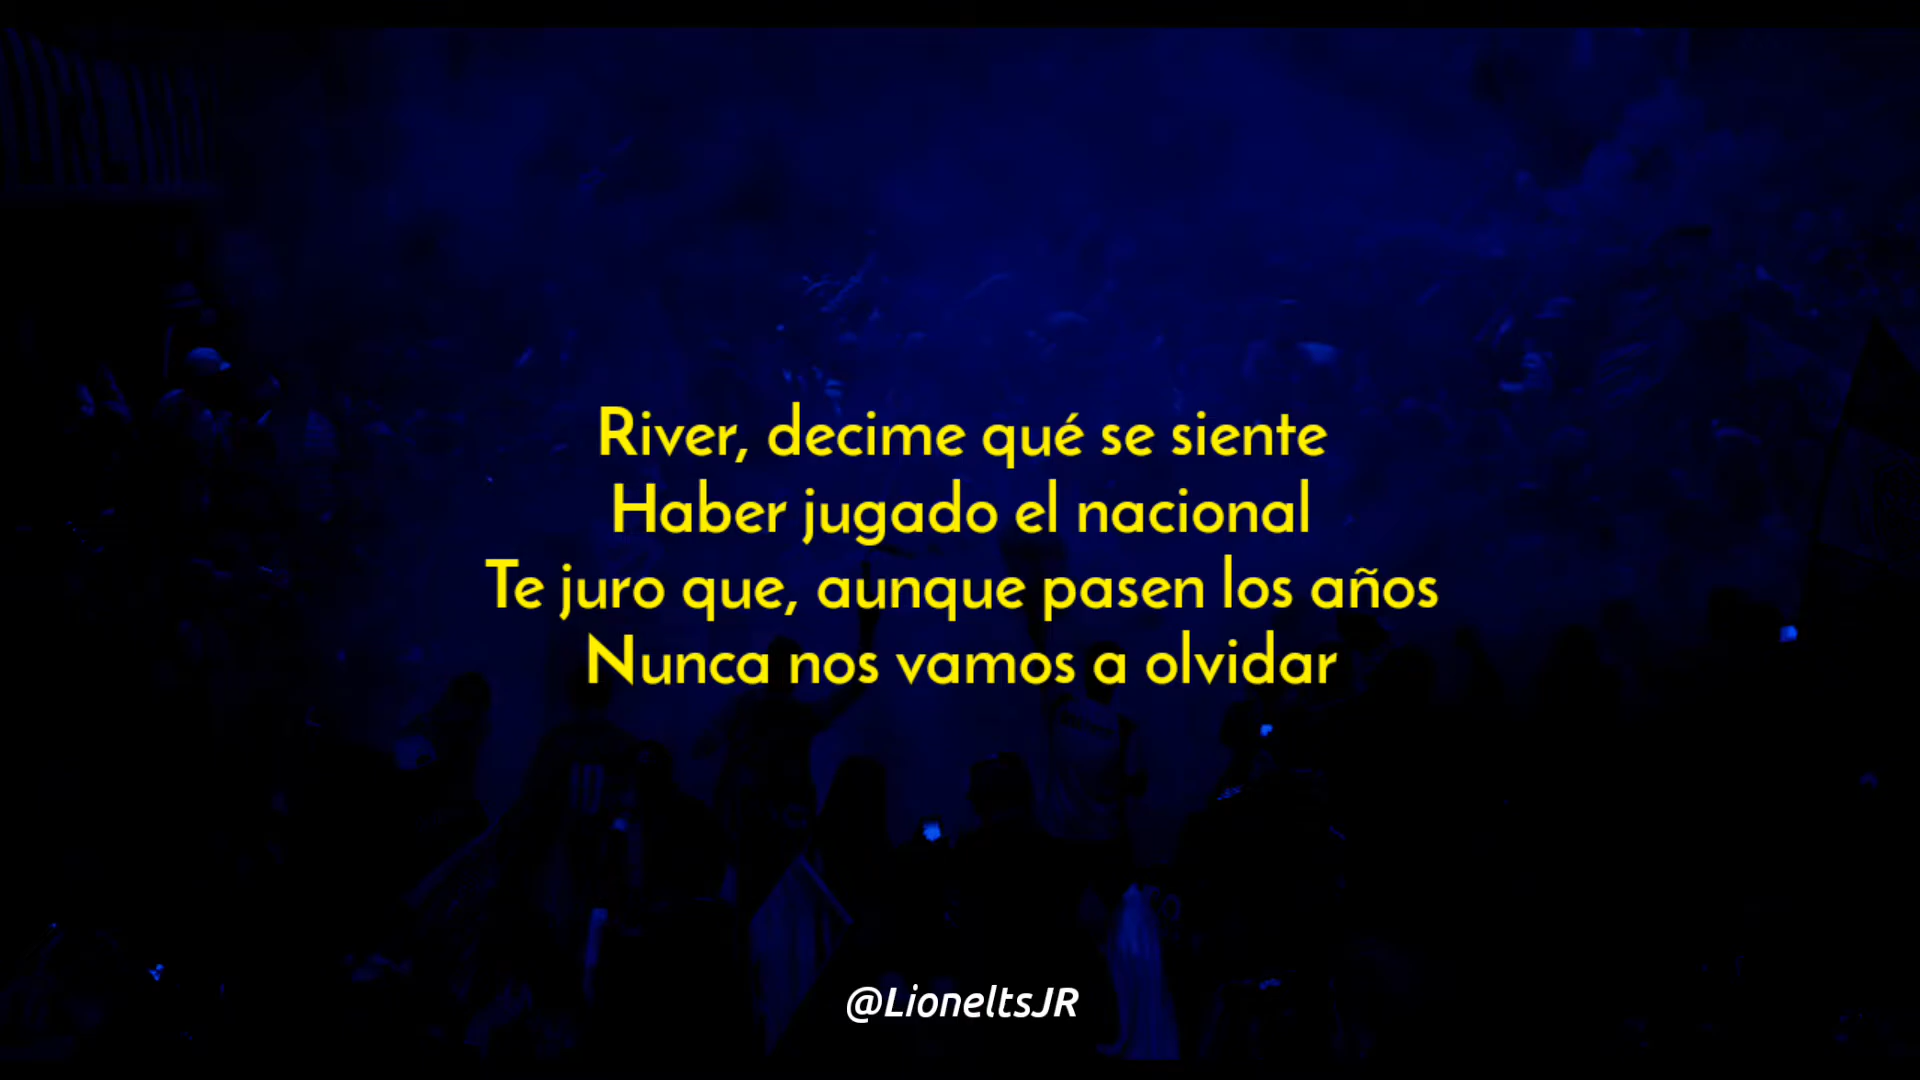 River, decime qué se siente
Haber jugado el nacional
Te juro que, aunque pasen los años
Nunca nos vamos a olvidar
10
@LioneltsJR